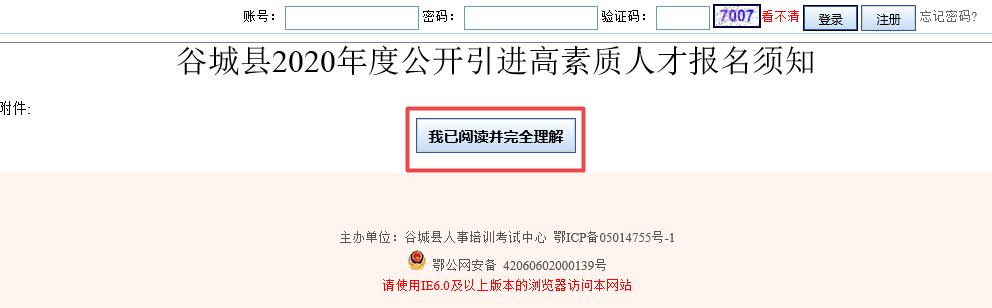 账号： 密码： 验证码： 7007 看不清 登录 注册 忘记密码?
谷城县2020年度公开引进高素质人才报名须知
附件:
我已阅读并完全理解
主办单位：谷城县人事培训考试中心 鄂ICP备05014755号-1
鄂公网安备 42060602000139号
请使用IE6.0及以上版本的浏览器访问本网站